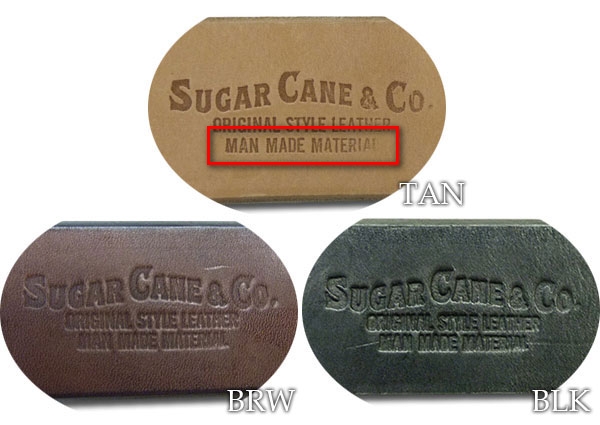 SUGAR CANE & CO.
ORIGINAL STYLE LEATHER
MAN MADE MATERIAL
TAN
SUGAR CANE & CO.
ORIGINAL STYLE LEATHER
MAN MADE MATERIAL
BRW
SUGAR CANE & CO.
ORIGINAL STYLE LEATHER
MAN MADE MATERIAL
BLK